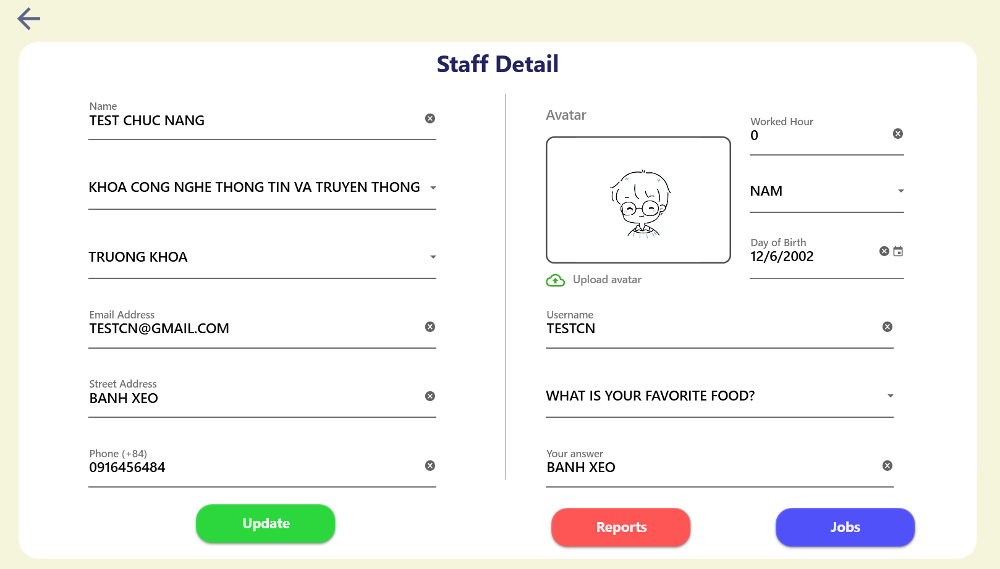 Staff Detail
Name
TEST CHUC NANG
KHOA CONG NGHE THONG TIN VA TRUYEN THONG
TRUONG KHOA
Email Address
TESTCN@GMAIL.COM
Street Address
BANH XEO
Phone (+84)
0916456484
Update
Avatar
Upload avatar
Worked Hour
0
NAM
Day of Birth
12/6/2002
Username
TESTCN
WHAT IS YOUR FAVORITE FOOD?
Your answer
BANH XEO
Reports
Jobs